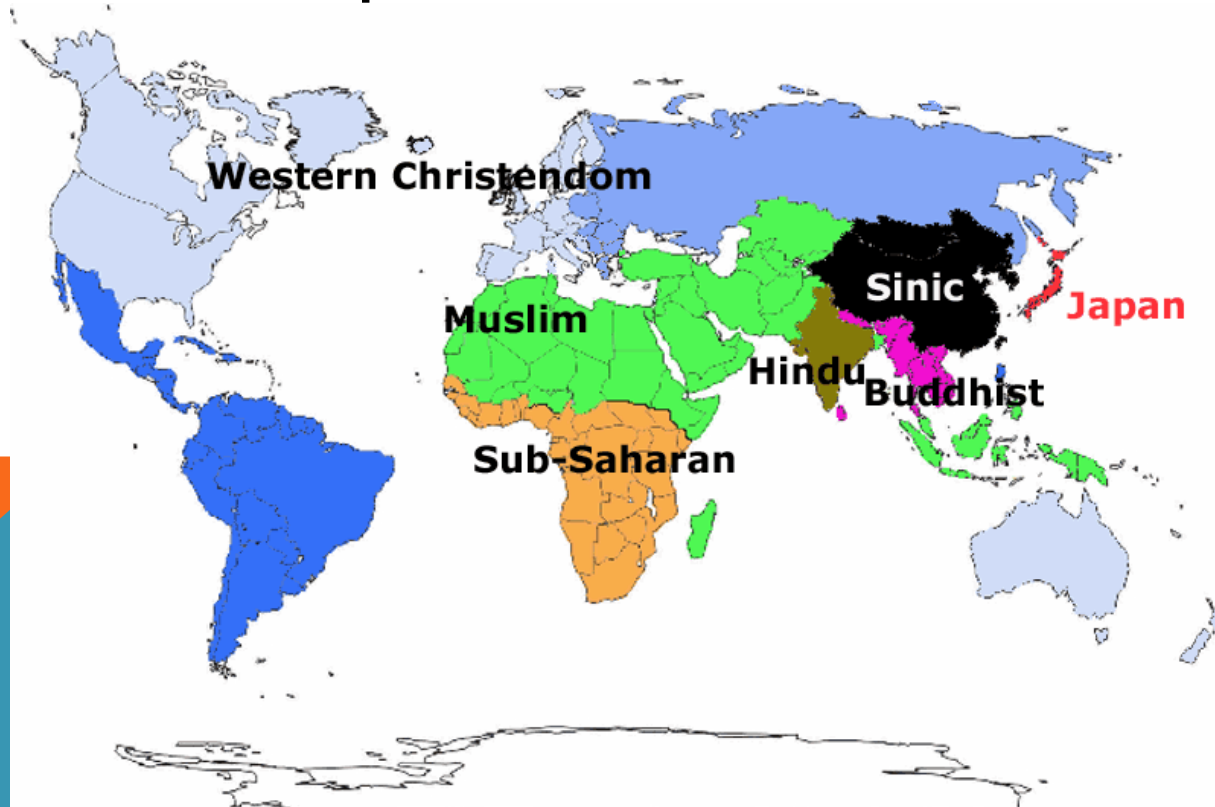 Western Christendom
Sinic
Japan
Muslim
Hindu
Buddhist
Sub-Saharan